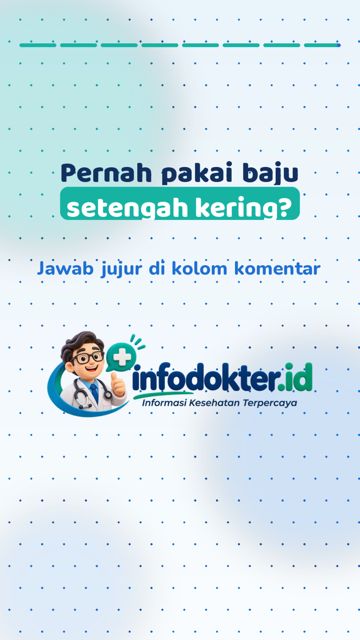 Pernah pakai baju
setengah kering?
Jawab jujur di kolom komentar
infodokter.id
Informasi Kesehatan Terpercaya